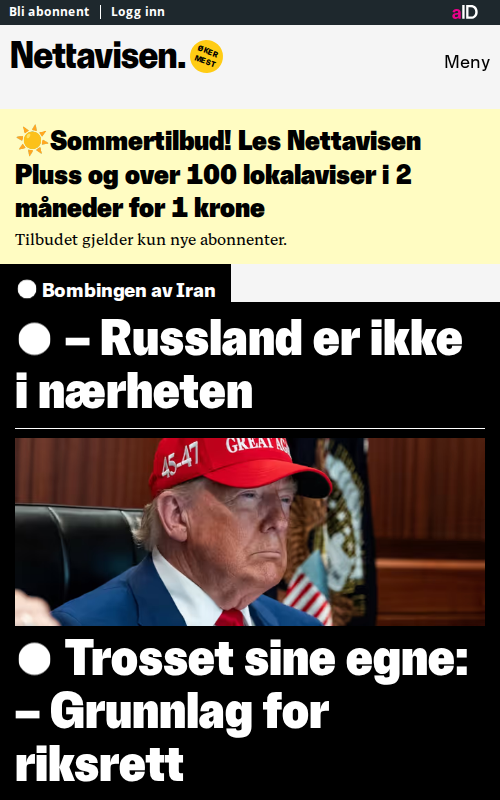 Bli abonnent | Logg inn
aID
Nettavisen.
ØKER
MEST
Meny
☀️Sommertilbud! Les Nettavisen
Pluss og over 100 lokalaviser i 2
måneder for 1 krone
Tilbudet gjelder kun nye abonnenter.
Bombingen av Iran
– Russland er ikke
i nærheten
GREAT AG
45-47
Trosset sine egne:
– Grunnlag for
riksrett